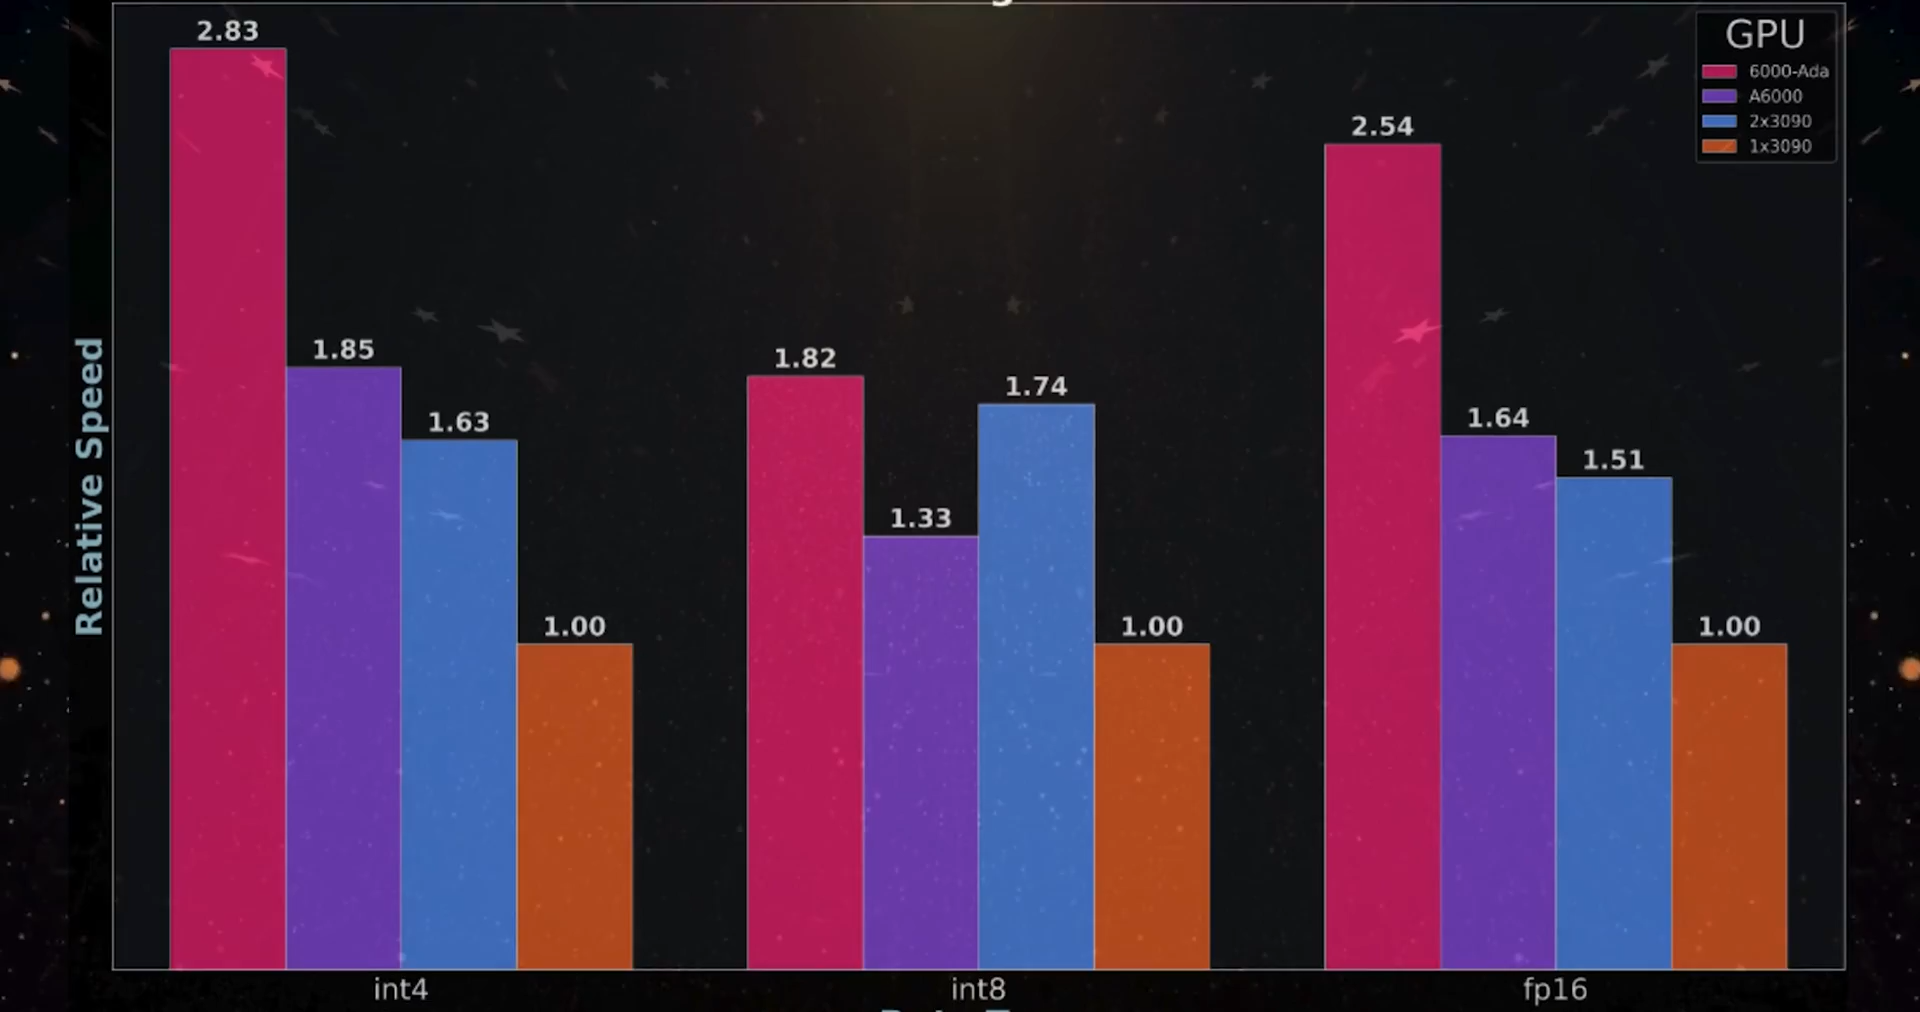 GPU
6000-Ada
A6000
2x3090
1x3090
Relative Speed
2.83
1.85
1.63
1.00
1.82
1.33
1.74
1.00
2.54
1.64
1.51
1.00
int4
int8
fp16